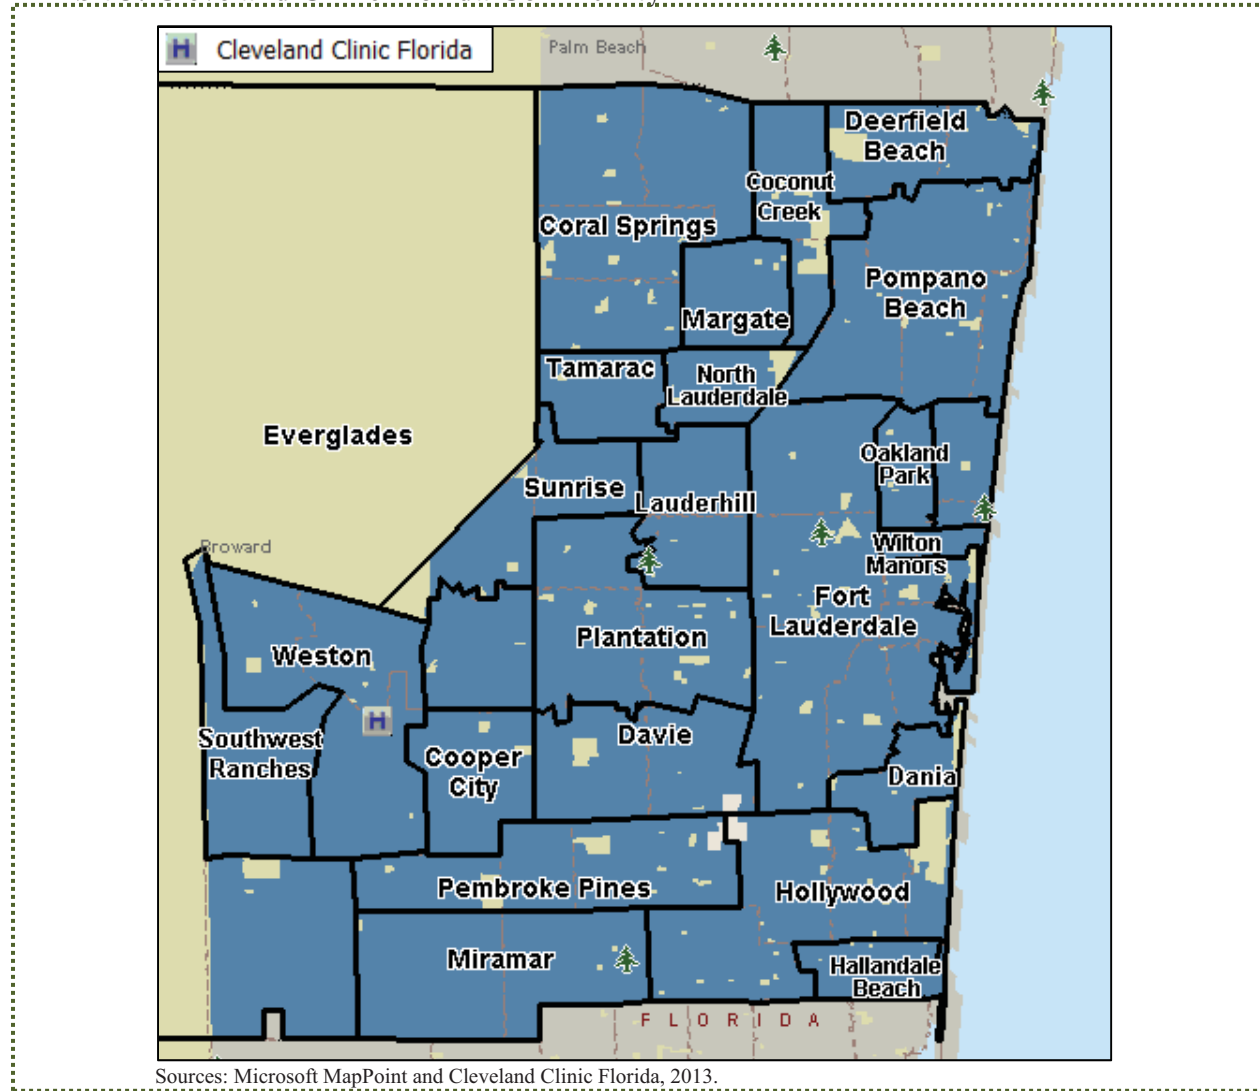 Cleveland Clinic Florida
Palm Beach
Deerfield
Beach
Coconut
Creek
Coral Springs
Pompano
Beach
Margate
Tamarac
North
Lauderdale
Everglades
Oakland
Park
Sunrise
Lauderhill
Wilton
Manors
Broward
Fort
Lauderdale
Plantation
Weston
H
Southwest
Ranches
Davie
Cooper
City
Dania
Pembroke Pines
Hollywood
Miramar
Hallandale
Beach
FLORIDA
Sources: Microsoft MapPoint and Cleveland Clinic Florida, 2013.